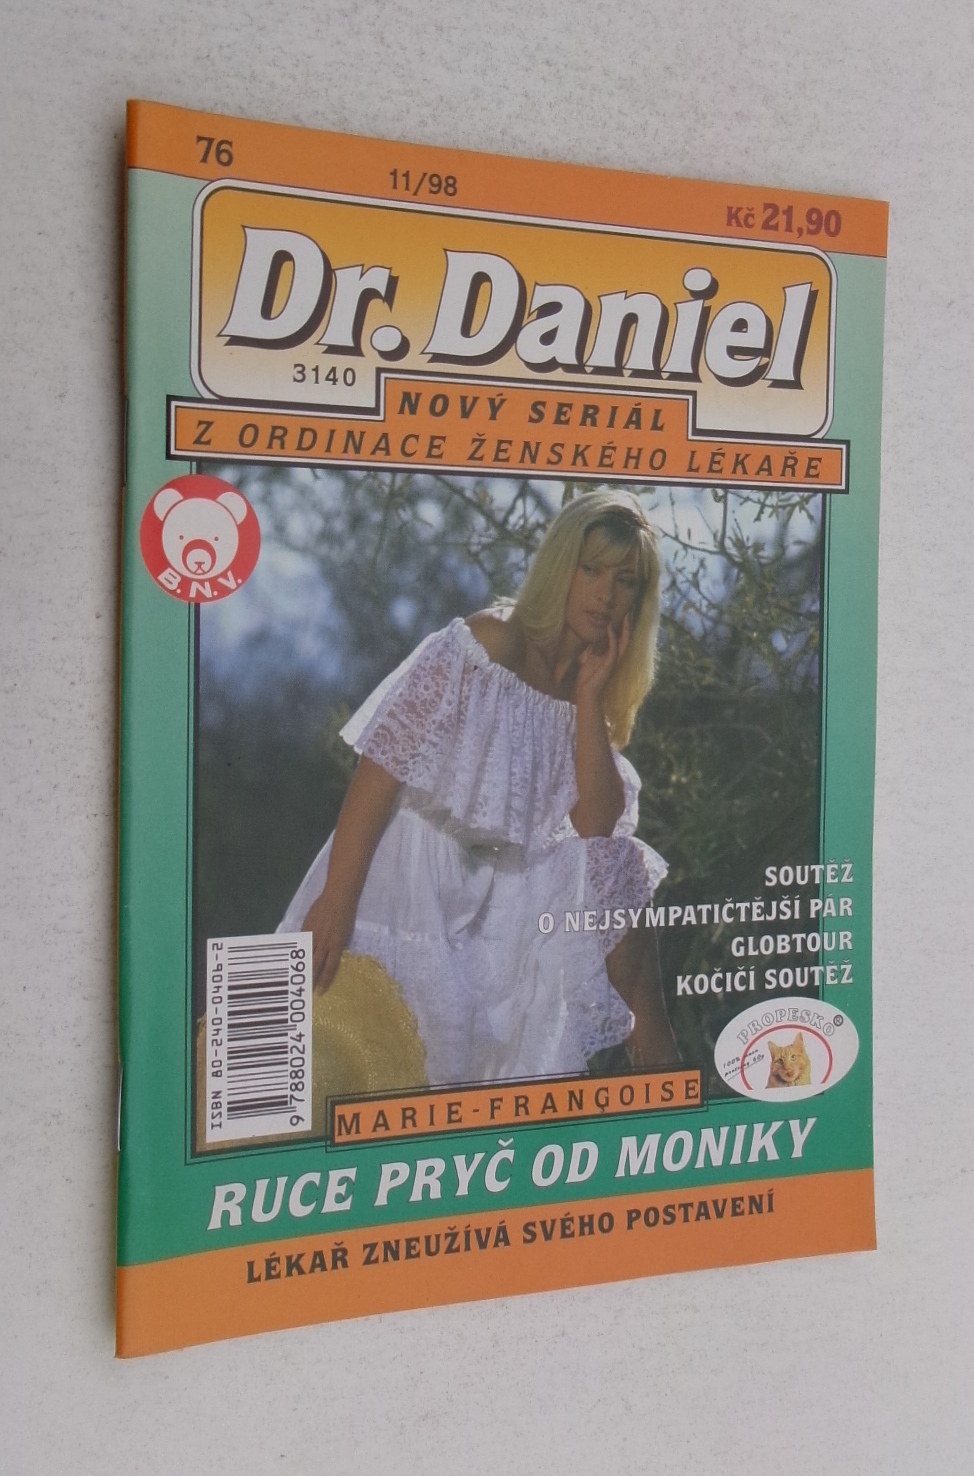 76
11/98
Kč 21,90
Dr. Daniel
3140
NOVÝ SERIÁL
Z ORDINACE ŽENSKÉHO LÉKAŘE
B. N. V.
SOUTĚŽ
O NEJSYMPATIČTĚJŠÍ PÁR
GLOBTOUR
KOČIČÍ SOUTĚŽ
PROPESKO®
ISBN 80-240-0406-2
9 788024 004068
MARIE-FRANÇOISE
RUCE PRYČ OD MONIKY
LÉKAŘ ZNEUŽÍVÁ SVÉHO POSTAVENÍ